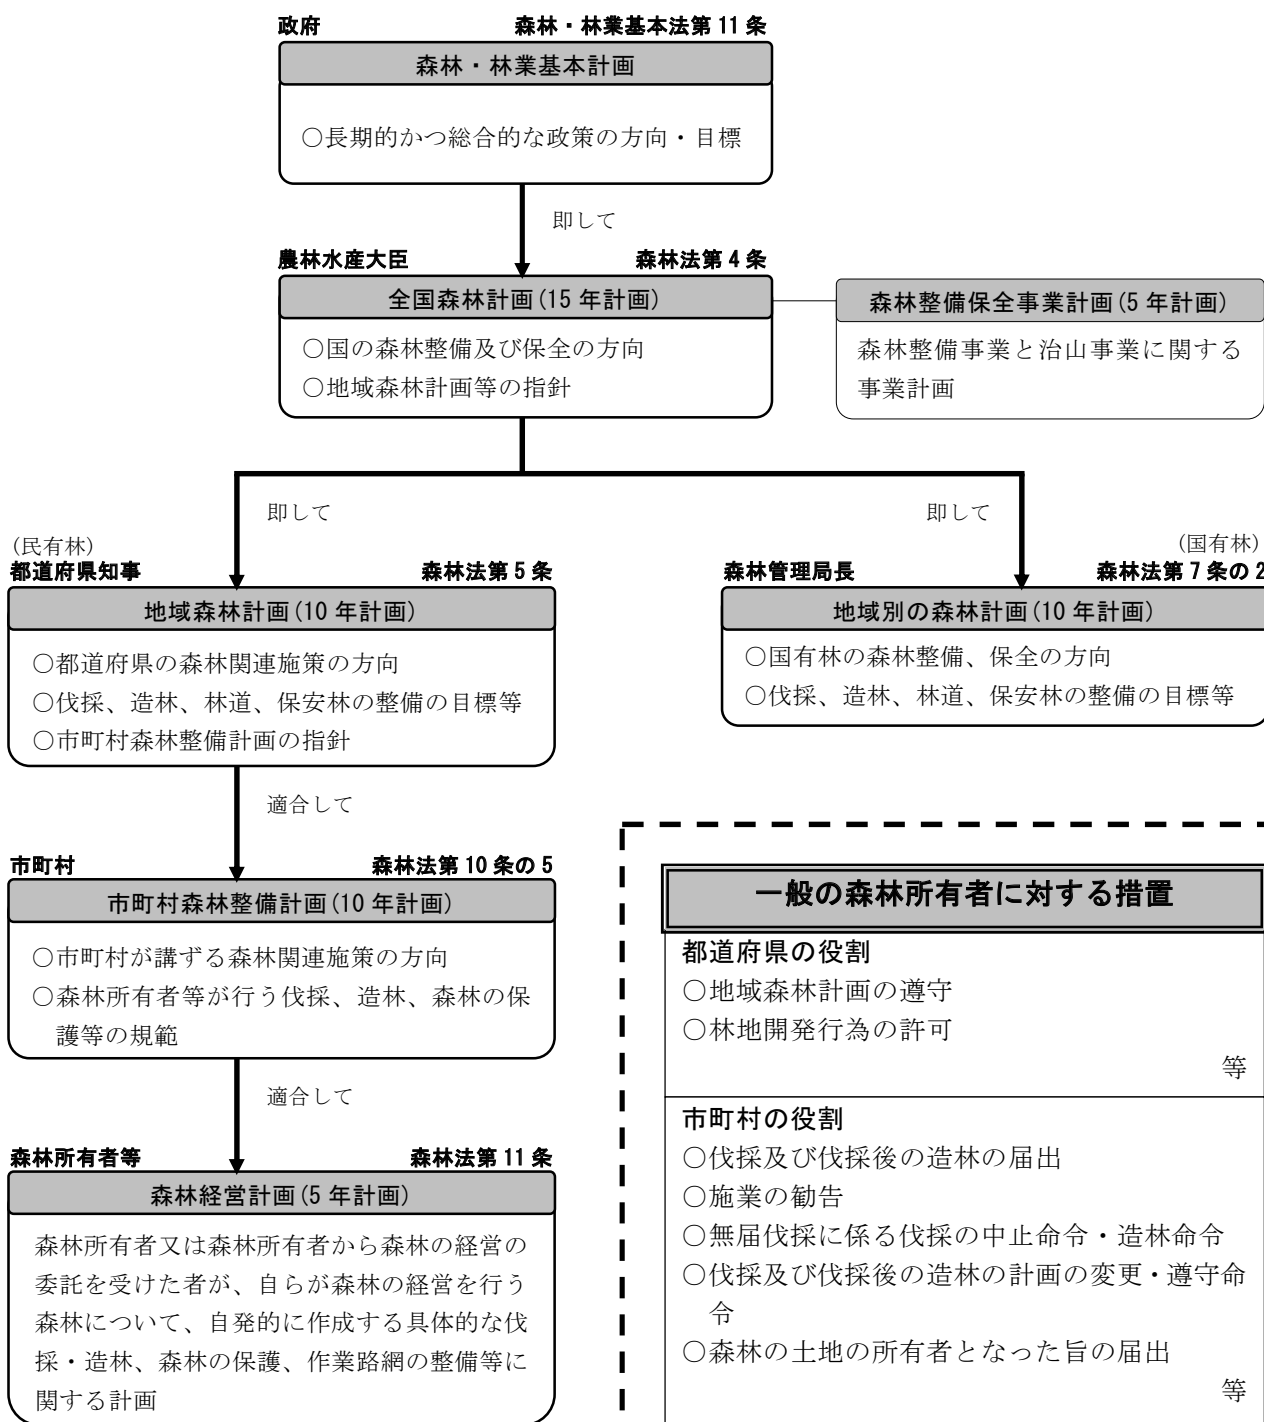 政府 森林・林業基本法第11条
森林・林業基本計画
○長期的かつ総合的な政策の方向・目標
即して
農林水産大臣 森林法第4条
全国森林計画(15年計画)
○国の森林整備及び保全の方向
○地域森林計画等の指針
森林整備保全事業計画(5年計画)
森林整備事業と治山事業に関する
事業計画
即して
即して
(民有林)
都道府県知事 森林法第5条
地域森林計画(10年計画)
○都道府県の森林関連施策の方向
○伐採、造林、林道、保安林の整備の目標等
○市町村森林整備計画の指針
(国有林)
森林管理局長 森林法第7条の2
地域別の森林計画(10年計画)
○国有林の森林整備、保全の方向
○伐採、造林、林道、保安林の整備の目標等
適合して
市町村 森林法第10条の5
市町村森林整備計画(10年計画)
○市町村が講ずる森林関連施策の方向
○森林所有者等が行う伐採、造林、森林の保
護等の規範
適合して
森林所有者等 森林法第11条
森林経営計画(5年計画)
森林所有者又は森林所有者から森林の経営の
委託を受けた者が、自らが森林の経営を行う
森林について、自発的に作成する具体的な伐
採・造林、森林の保護、作業路網の整備等に
関する計画
一般の森林所有者に対する措置
都道府県の役割
○地域森林計画の遵守
○林地開発行為の許可
等
市町村の役割
○伐採及び伐採後の造林の届出
○施業の勧告
○無届伐採に係る伐採の中止命令・造林命令
○伐採及び伐採後の造林の計画の変更・遵守命
令
○森林の土地の所有者となった旨の届出
等